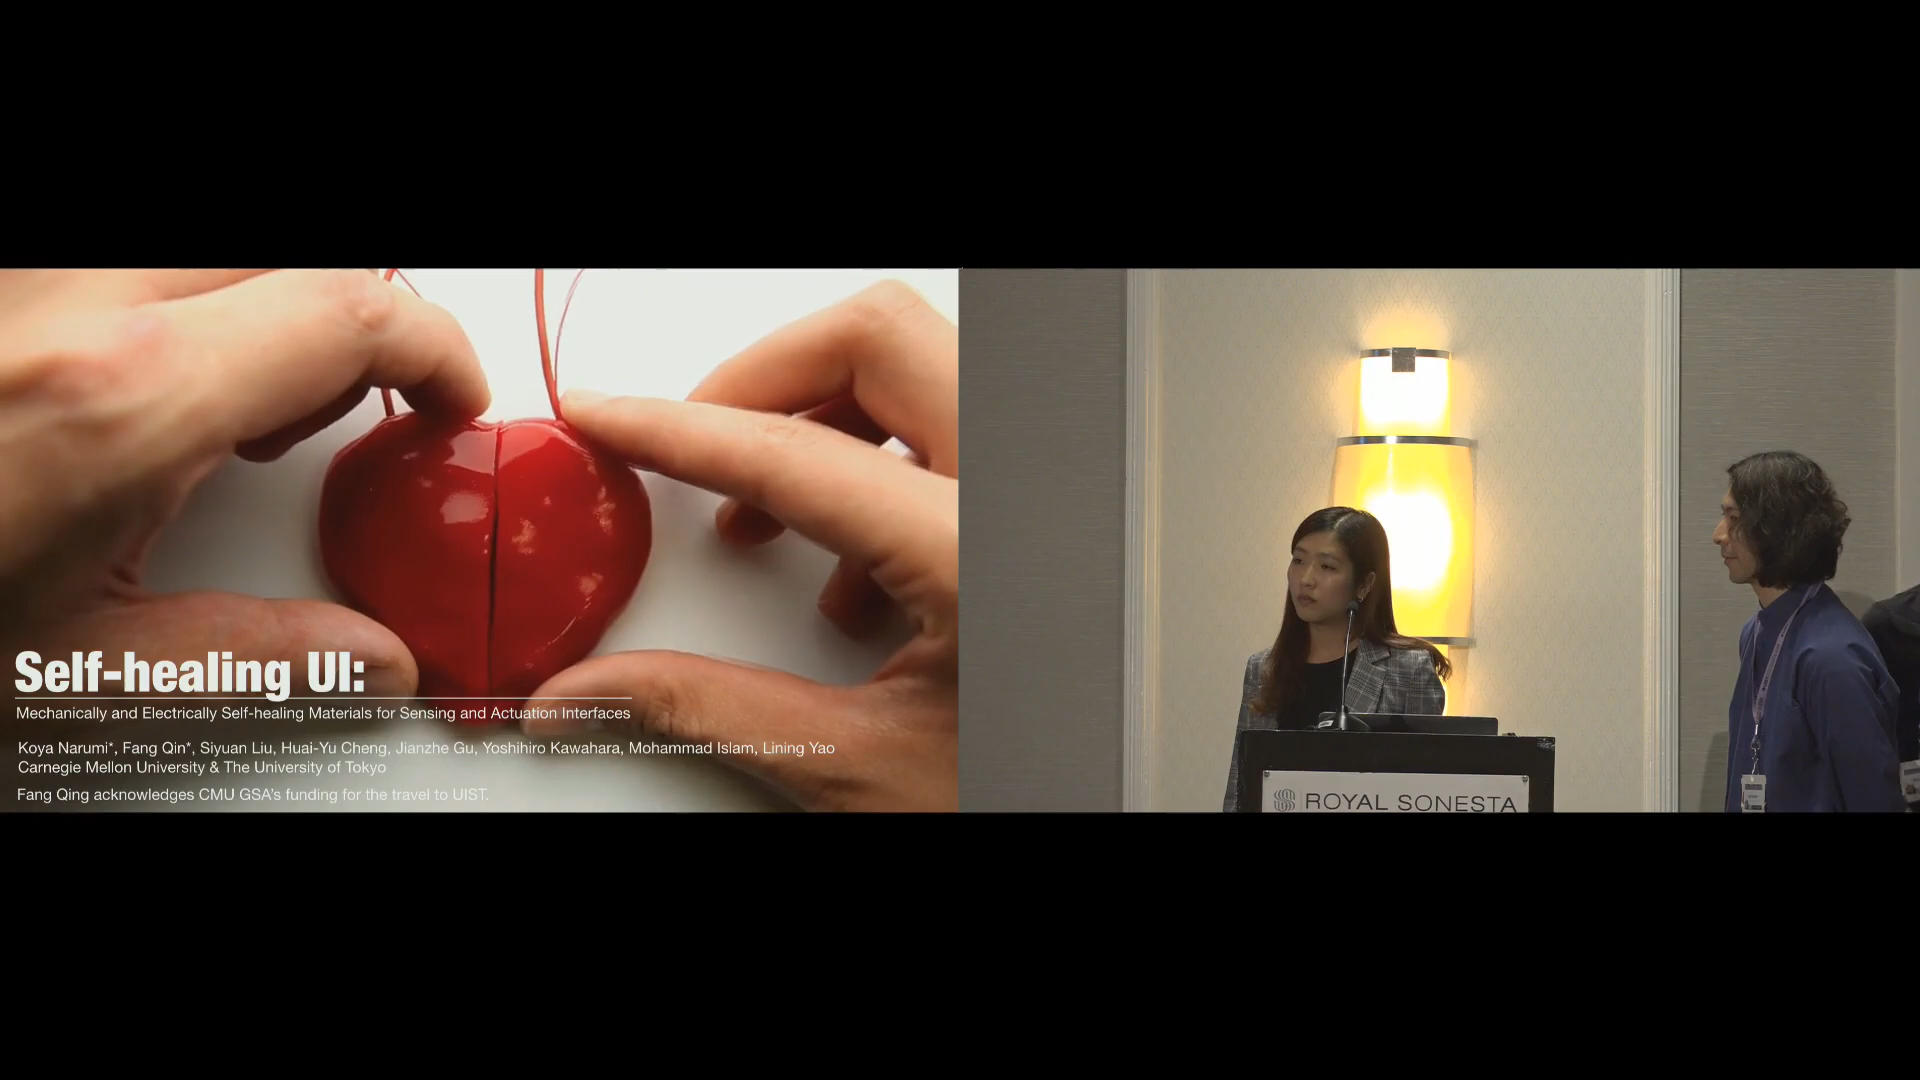 Self-healing UI:
Mechanically and Electrically Self-healing Materials for Sensing and Actuation Interfaces
Koya Narumi*, Fang Qin*, Siyuan Liu, Huai-Yu Cheng, Jianzhe Gu, Yoshihiro Kawahara, Mohammad Islam, Lining Yao
Carnegie Mellon University & The University of Tokyo
Fang Qing acknowledges CMU GSA's funding for the travel to UIST.
ROYAL SONESTA